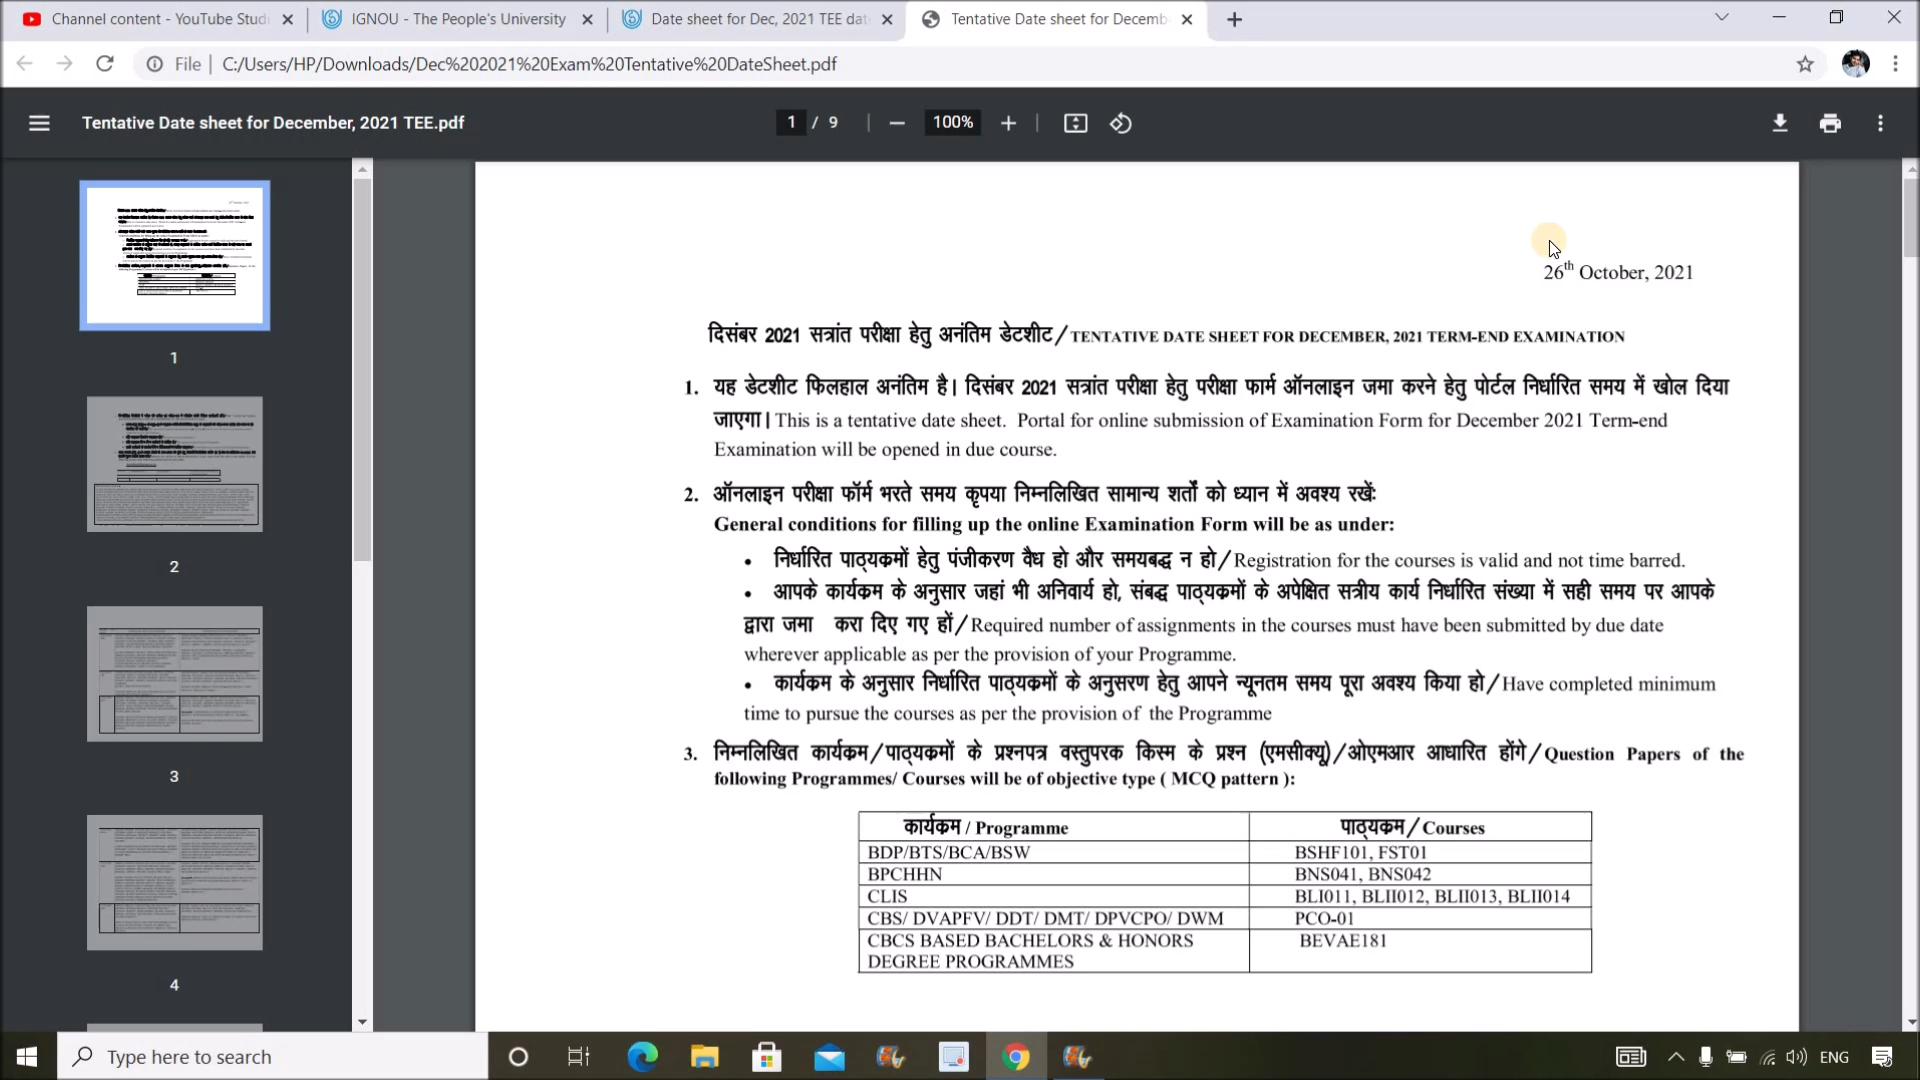 Channel content - YouTube Stud
IGNOU - The People's University
Date sheet for Dec, 2021 TEE dat
Tentative Date sheet for Decemb
File
C:/Users/HP/Downloads/Dec%202021%20Exam%20Tentative%20DateSheet.pdf
Tentative Date sheet for December, 2021 TEE.pdf
1 / 9
100%
1
2
3
4
26th October, 2021
दिसंबर 2021 सत्रांत परीक्षा हेतु अनंतिम डेटशीट/TENTATIVE DATE SHEET FOR DECEMBER, 2021 TERM-END EXAMINATION
1. यह डेटशीट फिलहाल अनंतिम है। दिसंबर 2021 सत्रांत परीक्षा हेतु परीक्षा फार्म ऑनलाइन जमा करने हेतु पोर्टल निर्धारित समय में खोल दिया
जाएगा। This is a tentative date sheet. Portal for online submission of Examination Form for December 2021 Term-end
Examination will be opened in due course.
2. ऑनलाइन परीक्षा फॉर्म भरते समय कृपया निम्नलिखित सामान्य शर्तों को ध्यान में अवश्य रखें:
General conditions for filling up the online Examination Form will be as under:
• निर्धारित पाठ्यक्रमों हेतु पंजीकरण वैध हो और समयबद्ध न हो/Registration for the courses is valid and not time barred.
• आपके कार्यक्रम के अनुसार जहां भी अनिवार्य हो, संबद्ध पाठ्यक्रमों के अपेक्षित सत्रीय कार्य निर्धारित संख्या में सही समय पर आपके
द्वारा जमा करा दिए गए हों/Required number of assignments in the courses must have been submitted by due date
wherever applicable as per the provision of your Programme.
• कार्यक्रम के अनुसार निर्धारित पाठ्यक्रमों के अनुसरण हेतु आपने न्यूनतम समय पूरा अवश्य किया हो/Have completed minimum
time to pursue the courses as per the provision of the Programme
3. निम्नलिखित कार्यक्रम/पाठ्यक्रमों के प्रश्नपत्र वस्तुपरक किस्म के प्रश्न (एमसीक्यू)/ओएमआर आधारित होंगे/Question Papers of the
following Programmes/ Courses will be of objective type ( MCQ pattern ):
कार्यक्रम / Programme पाठ्यक्रम/Courses
BDP/BTS/BCA/BSW BSHF101, FST01
BPCHHN BNS041, BNS042
CLIS BLI011, BLII012, BLII013, BLII014
CBS/ DVAPFV/ DDT/ DMT/ DPVCPO/ DWM PCO-01
CBCS BASED BACHELORS & HONORS BEVAE181
DEGREE PROGRAMMES
Type here to search
ENG